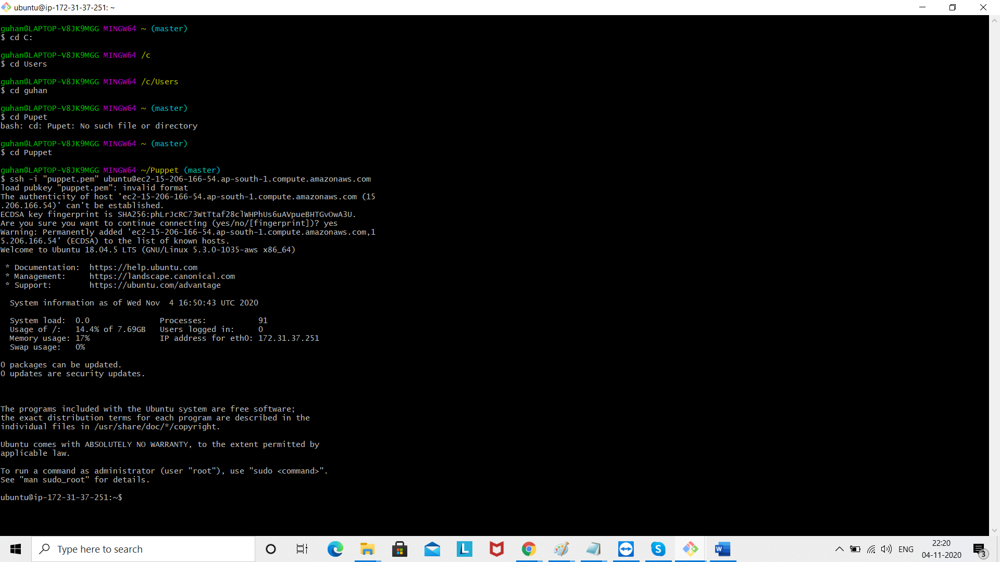 ubuntu@ip-172-31-37-251: ~
guhan@LAPTOP-V8JK9MGG MINGW64 ~ (master)
$ cd C:
guhan@LAPTOP-V8JK9MGG MINGW64 /c
$ cd Users
guhan@LAPTOP-V8JK9MGG MINGW64 /c/Users
$ cd guhan
guhan@LAPTOP-V8JK9MGG MINGW64 ~ (master)
$ cd Pupet
bash: cd: Pupet: No such file or directory
guhan@LAPTOP-V8JK9MGG MINGW64 ~ (master)
$ cd Puppet
guhan@LAPTOP-V8JK9MGG MINGW64 ~/Puppet (master)
$ ssh -i "puppet.pem" ubuntu@ec2-15-206-166-54.ap-south-1.compute.amazonaws.com
load pubkey "puppet.pem": invalid format
The authenticity of host 'ec2-15-206-166-54.ap-south-1.compute.amazonaws.com (15
.206.166.54)' can't be established.
ECDSA key fingerprint is SHA256:phLrJcRC73WtTtaf28clWHPhUs6uAVpueBHTGvOwA3U.
Are you sure you want to continue connecting (yes/no/[fingerprint])? yes
Warning: Permanently added 'ec2-15-206-166-54.ap-south-1.compute.amazonaws.com,1
5.206.166.54' (ECDSA) to the list of known hosts.
Welcome to Ubuntu 18.04.5 LTS (GNU/Linux 5.3.0-1035-aws x86_64)
* Documentation:  https://help.ubuntu.com
* Management:     https://landscape.canonical.com
* Support:        https://ubuntu.com/advantage
System information as of Wed Nov  4 16:50:43 UTC 2020
System load:  0.0               Processes:           91
Usage of /:   14.4% of 7.69GB   Users logged in:     0
Memory usage: 17%               IP address for eth0: 172.31.37.251
Swap usage:   0%
0 packages can be updated.
0 updates are security updates.
The programs included with the Ubuntu system are free software;
the exact distribution terms for each program are described in the
individual files in /usr/share/doc/*/copyright.
Ubuntu comes with ABSOLUTELY NO WARRANTY, to the extent permitted by
applicable law.
To run a command as administrator (user "root"), use "sudo <command>".
See "man sudo_root" for details.
ubuntu@ip-172-31-37-251:~$
Type here to search
L
S
W
ENG
22:20
04-11-2020
3